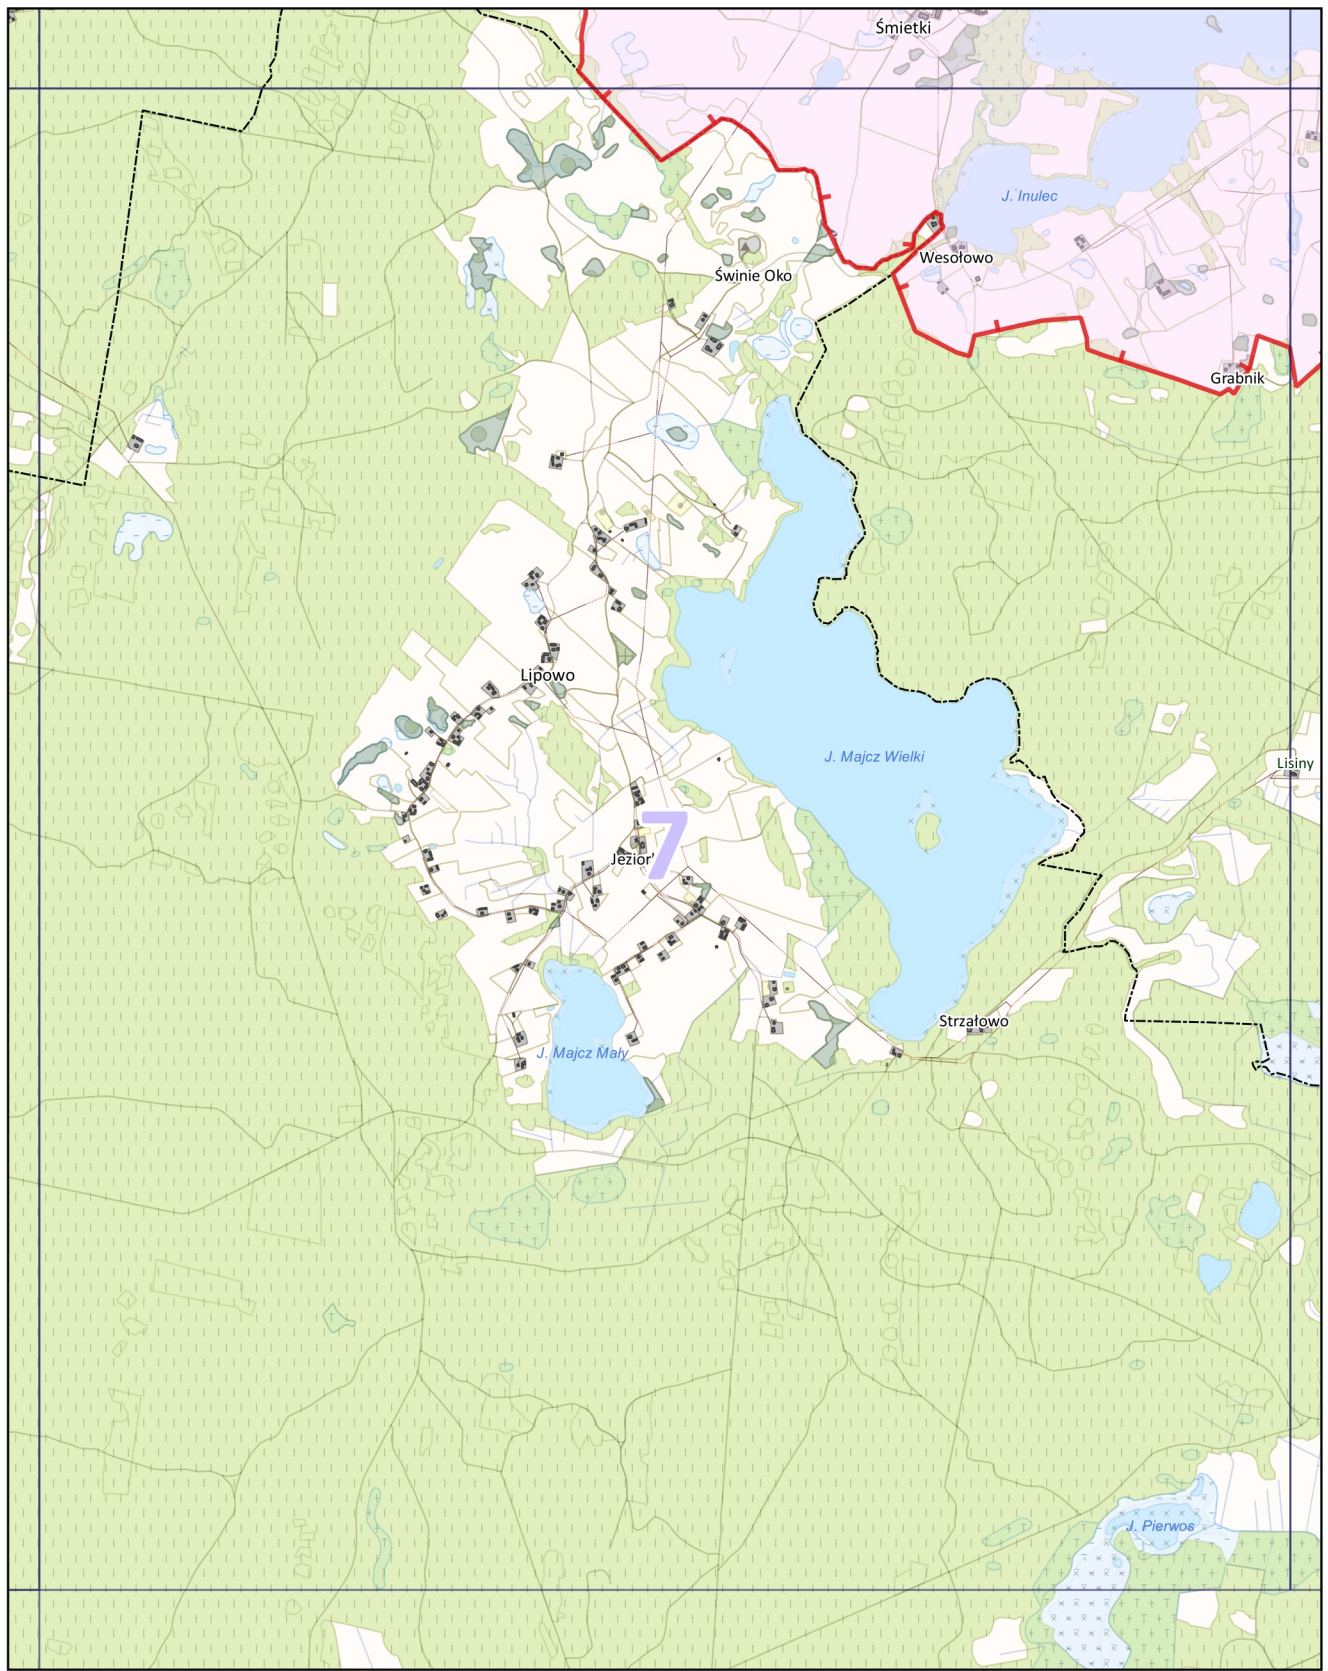 Śmietki
J. Inulec
Wesołowo
Świnie Oko
Grabnik
Lipowo
J. Majcz Wielki
Lisiny
7
Jezior
Strzałowo
J. Majcz Mały
J. Pierwos